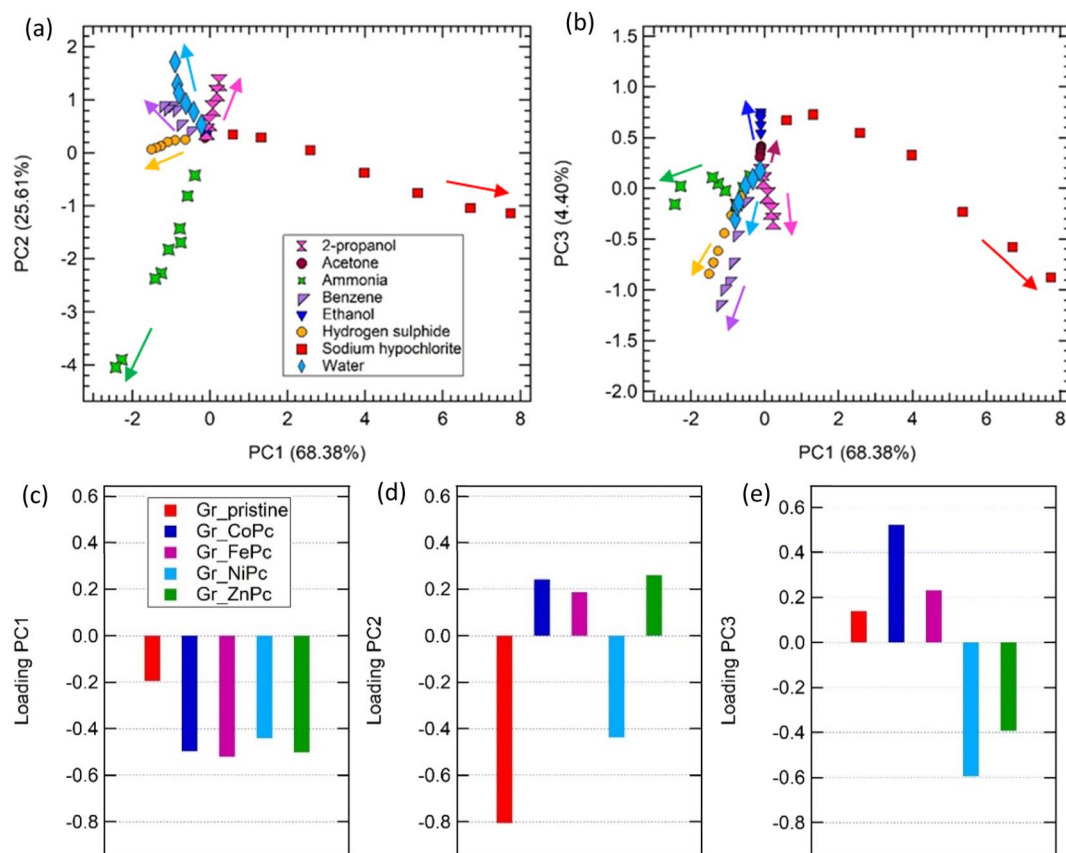 (a)
2
1
0
-1
-2
-3
-4
PC2 (25.61%)
-2
0
2
4
6
8
PC1 (68.38%)
2-propanol
Acetone
Ammonia
Benzene
Ethanol
Hydrogen sulphide
Sodium hypochlorite
Water
(b)
1.5
1.0
0.5
0.0
-0.5
-1.0
-1.5
-2.0
PC3 (4.40%)
-2
0
2
4
6
8
PC1 (68.38%)
(c)
0.6
0.4
0.2
0.0
-0.2
-0.4
-0.6
-0.8
Loading PC1
Gr_pristine
Gr_CoPc
Gr_FePc
Gr_NiPc
Gr_ZnPc
(d)
0.6
0.4
0.2
0.0
-0.2
-0.4
-0.6
-0.8
Loading PC2
(e)
0.6
0.4
0.2
0.0
-0.2
-0.4
-0.6
-0.8
Loading PC3